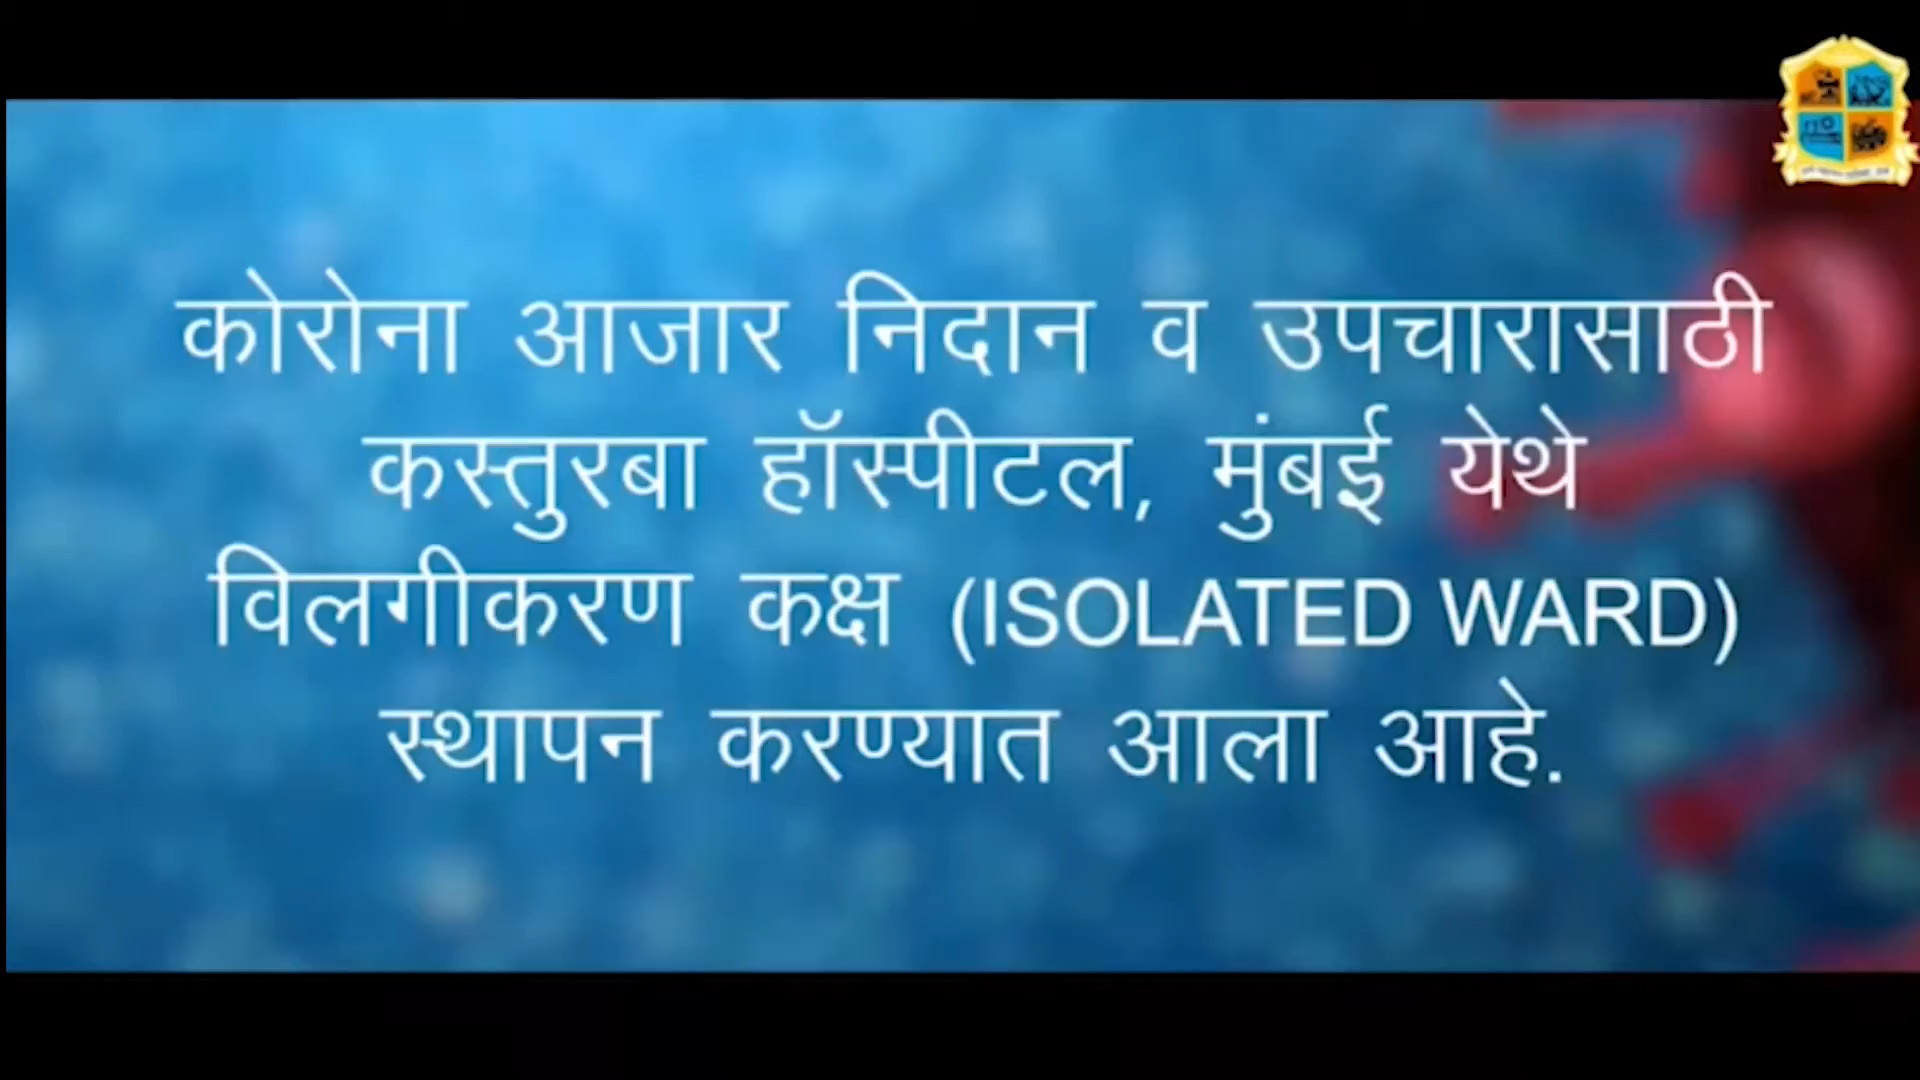 कोरोना आजार निदान व उपचारासाठी
कस्तुरबा हॉस्पीटल, मुंबई येथे
विलगीकरण कक्ष (ISOLATED WARD)
स्थापन करण्यात आला आहे.